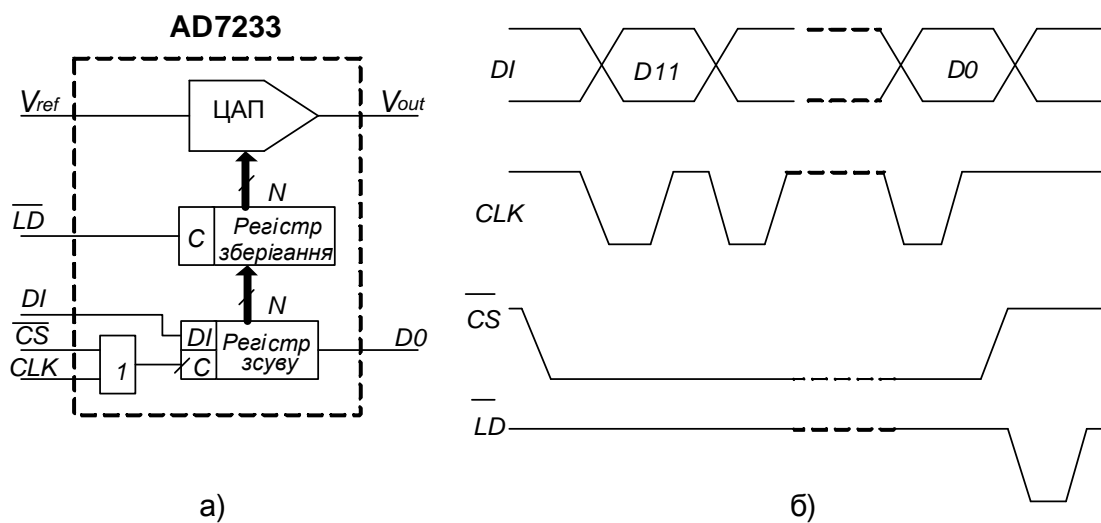 AD7233
Vref
ЦАП
Vout
N
LD
C
Регістр
зберігання
N
DI
CS
CLK
1
DI
C
Регістр
зсуву
D0
а)
DI
D11
D0
CLK
CS
LD
б)